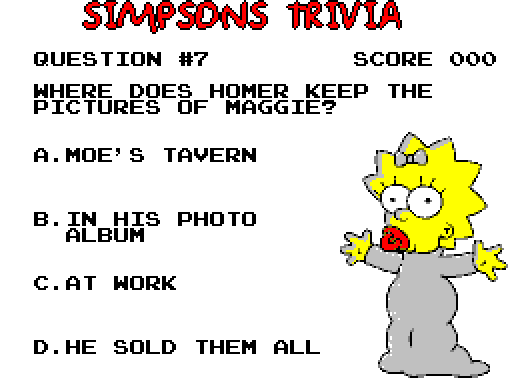 SIMPSONS TRIVIA
QUESTION #7 SCORE 000
WHERE DOES HOMER KEEP THE
PICTURES OF MAGGIE?
A.MOE'S TAVERN
B.IN HIS PHOTO
ALBUM
C.AT WORK
D.HE SOLD THEM ALL